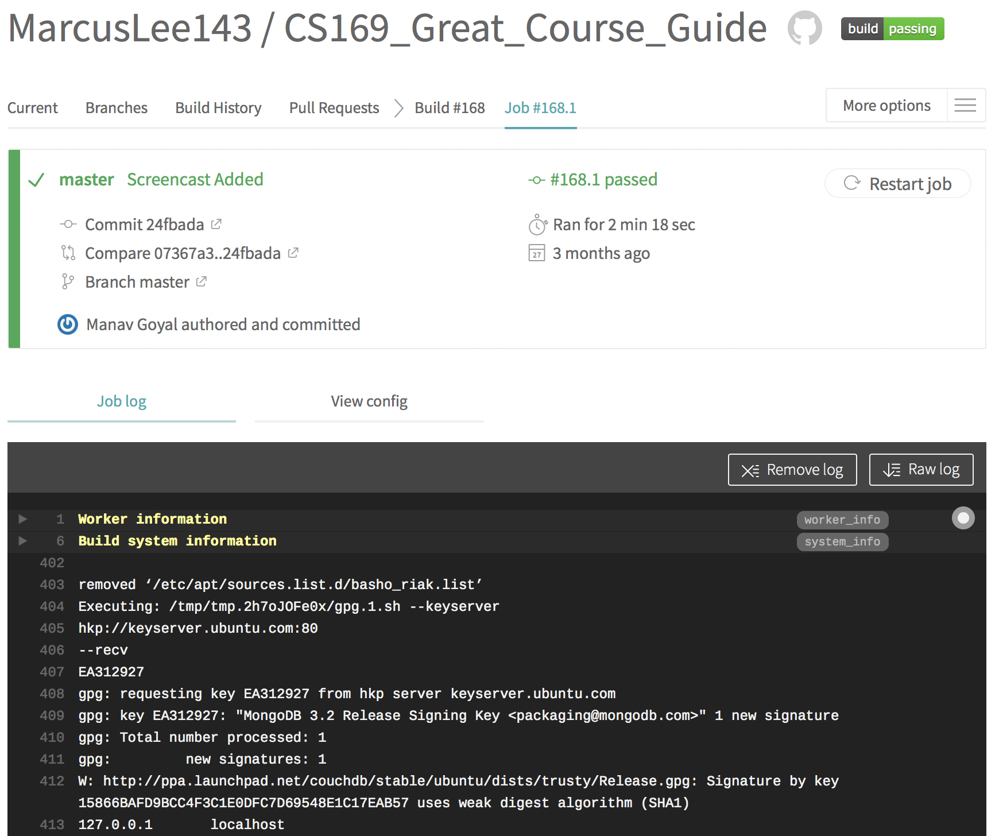 MarcusLee143 / CS169_Great_Course_Guide build passing
Current Branches Build History Pull Requests Build #168 Job #168.1 More options
master Screencast Added #168.1 passed Restart job
Commit 24fbada Ran for 2 min 18 sec
Compare 07367a3..24fbada 27 3 months ago
Branch master
Manav Goyal authored and committed
Job log View config
Remove log Raw log
1 Worker information worker_info
6 Build system information system_info
402
403 removed ‘/etc/apt/sources.list.d/basho_riak.list’
404 Executing: /tmp/tmp.2h7oJOFe0x/gpg.1.sh --keyserver
405 hkp://keyserver.ubuntu.com:80
406 --recv
407 EA312927
408 gpg: requesting key EA312927 from hkp server keyserver.ubuntu.com
409 gpg: key EA312927: "MongoDB 3.2 Release Signing Key <packaging@mongodb.com>" 1 new signature
410 gpg: Total number processed: 1
411 gpg:         new signatures: 1
412 W: http://ppa.launchpad.net/couchdb/stable/ubuntu/dists/trusty/Release.gpg: Signature by key
15866BAFD9BCC4F3C1E0DFC7D69548E1C17EAB57 uses weak digest algorithm (SHA1)
413 127.0.0.1       localhost